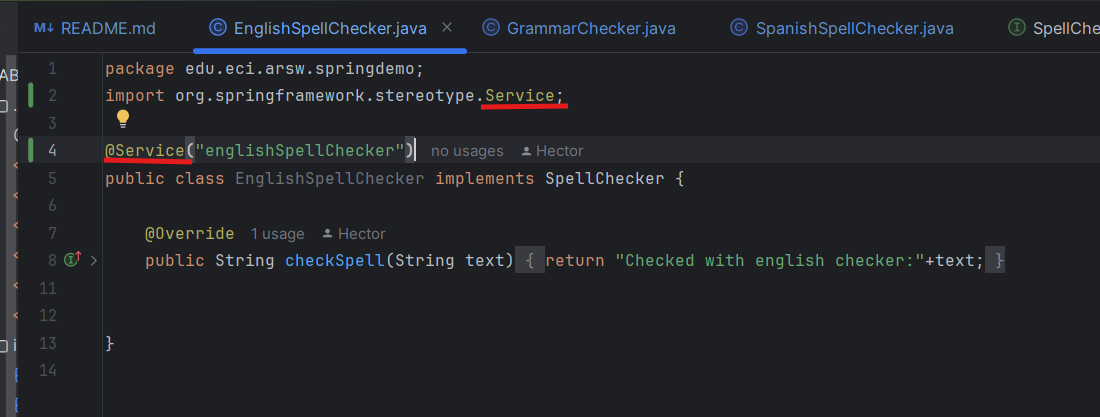 M↓ README.md
EnglishSpellChecker.java
GrammarChecker.java
SpanishSpellChecker.java
SpellChe
AB
1 package edu.eci.arsw.springdemo;
2 import org.springframework.stereotype.Service;
3
4 @Service("englishSpellChecker") no usages Hector
5 public class EnglishSpellChecker implements SpellChecker {
6
7 @Override 1 usage Hector
8 public String checkSpell(String text) { return "Checked with english checker:"+text; }
11
12
13 }
14